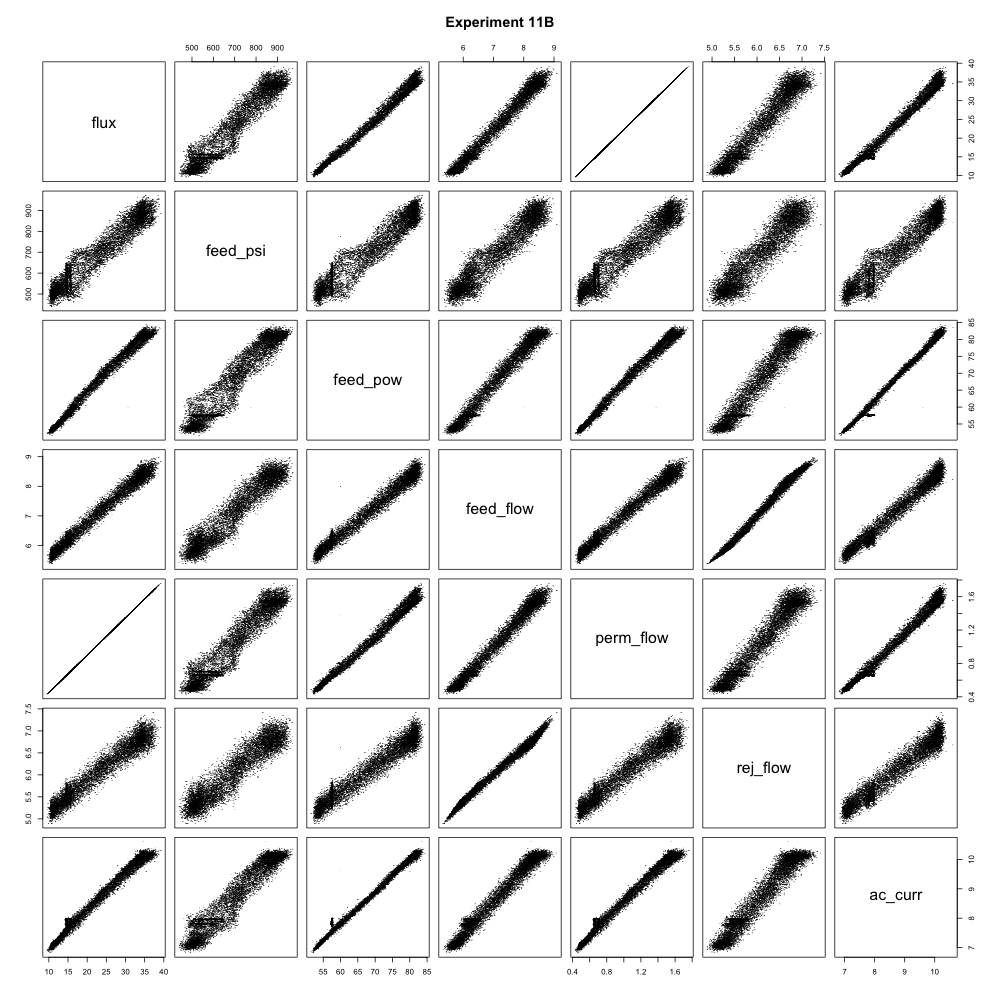 Experiment 11B
500 600 700 800 900
6 7 8 9
5.0 5.5 6.0 6.5 7.0 7.5
flux
10 15 20 25 30 35 40
500 600 700 800 900
feed_psi
feed_pow
55 60 65 70 75 80 85
6 7 8 9
feed_flow
perm_flow
0.4 0.8 1.2 1.6
5.0 5.5 6.0 6.5 7.0 7.5
rej_flow
ac_curr
7 8 9 10
10 15 20 25 30 35 40
55 60 65 70 75 80 85
0.4 0.8 1.2 1.6
7 8 9 10